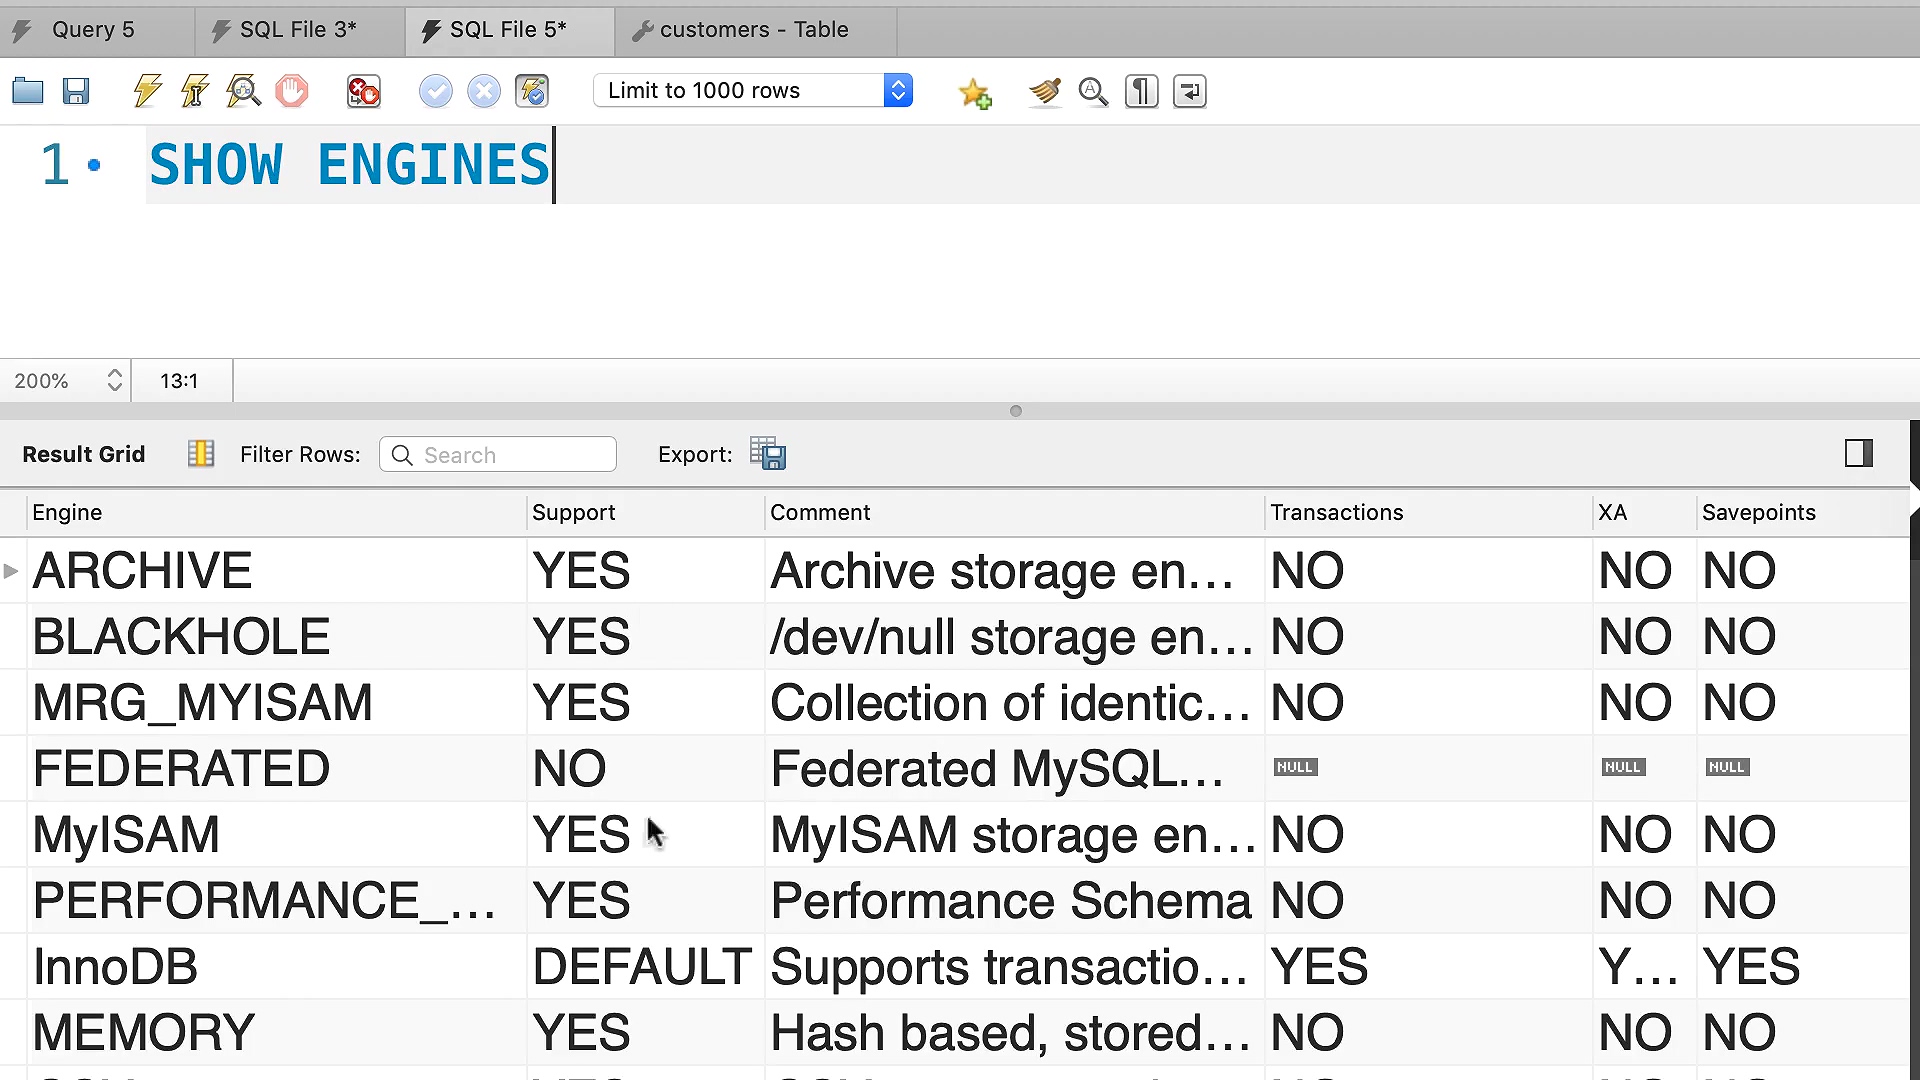 Query 5 SQL File 3* SQL File 5* customers - Table
Limit to 1000 rows
1 SHOW ENGINES
200% 13:1
Result Grid Filter Rows: Search Export:
Engine Support Comment Transactions XA Savepoints
ARCHIVE YES Archive storage en... NO NO NO
BLACKHOLE YES /dev/null storage en... NO NO NO
MRG_MYISAM YES Collection of identic... NO NO NO
FEDERATED NO Federated MySQL... NULL NULL NULL
MyISAM YES MyISAM storage en... NO NO NO
PERFORMANCE_... YES Performance Schema NO NO NO
InnoDB DEFAULT Supports transactio... YES Y... YES
MEMORY YES Hash based, stored... NO NO NO